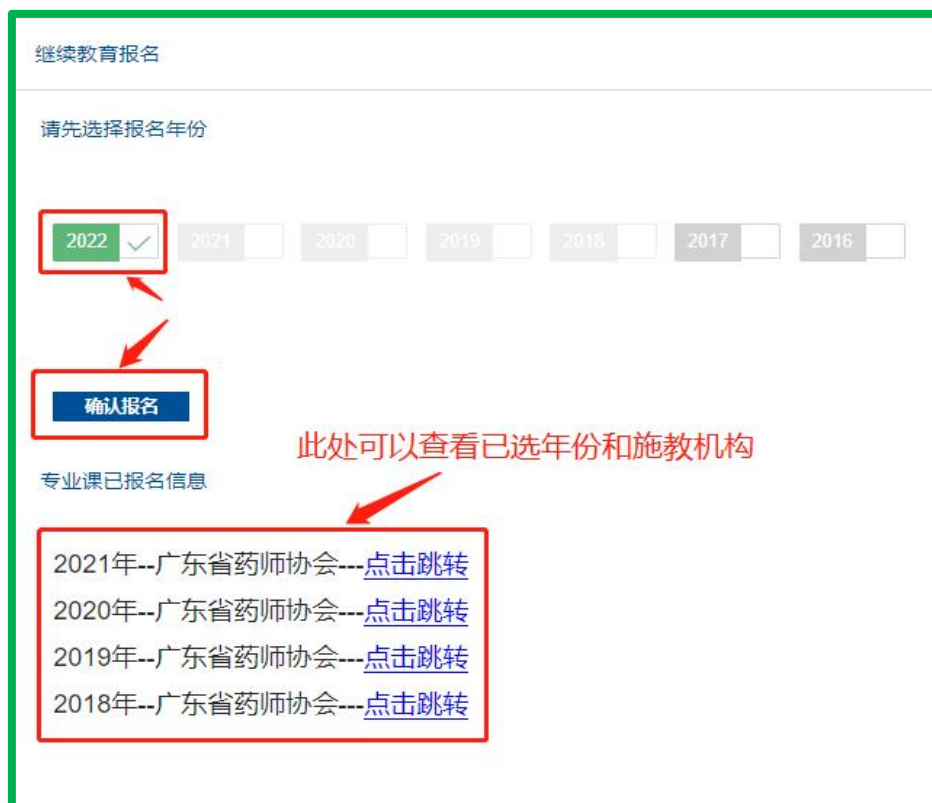 继续教育报名
请先选择报名年份
2022 2021 2020 2019 2018 2017 2016
确认报名
此处可以查看已选年份和施教机构
专业课已报名信息
2021年--广东省药师协会---点击跳转
2020年--广东省药师协会---点击跳转
2019年--广东省药师协会---点击跳转
2018年--广东省药师协会---点击跳转